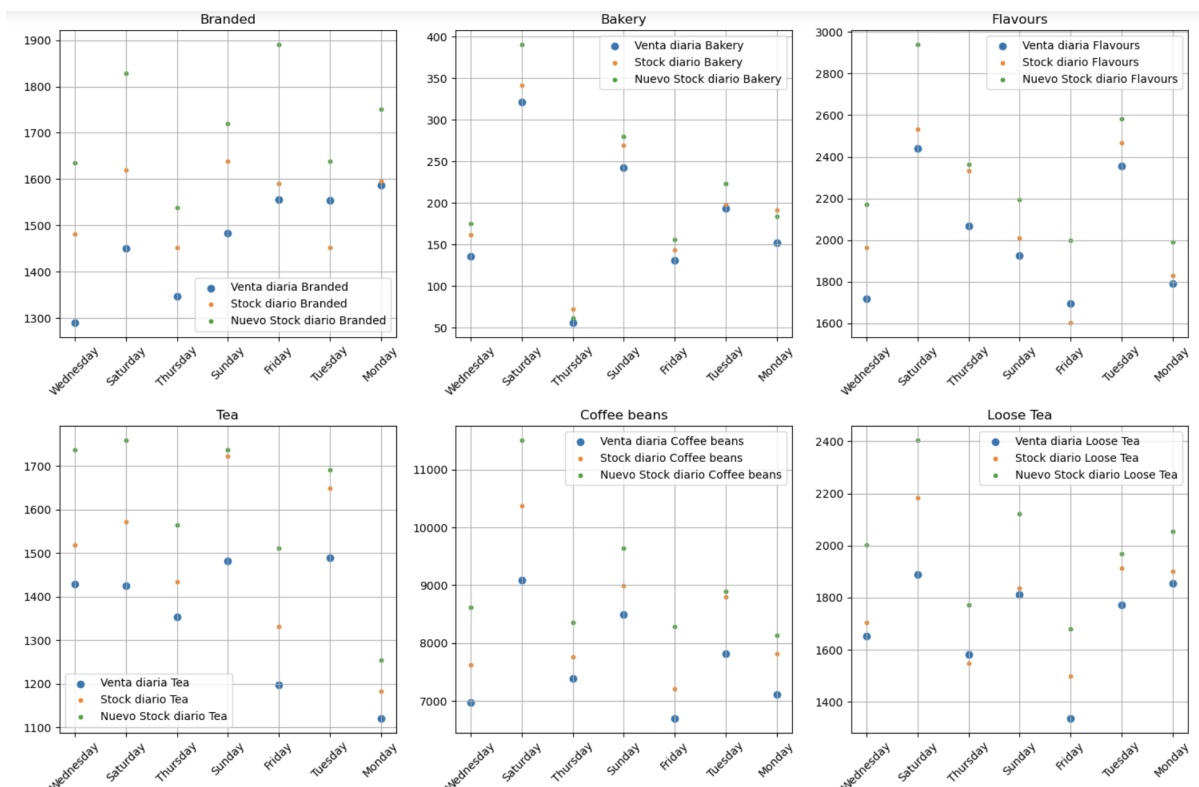 Branded
1900
1800
1700
1600
1500
1400
1300
Venta diaria Branded
Stock diario Branded
Nuevo Stock diario Branded
Wednesday
Saturday
Thursday
Sunday
Friday
Tuesday
Monday
Bakery
400
350
300
250
200
150
100
50
Venta diaria Bakery
Stock diario Bakery
Nuevo Stock diario Bakery
Wednesday
Saturday
Thursday
Sunday
Friday
Tuesday
Monday
Flavours
3000
2800
2600
2400
2200
2000
1800
1600
Venta diaria Flavours
Stock diario Flavours
Nuevo Stock diario Flavours
Wednesday
Saturday
Thursday
Sunday
Friday
Tuesday
Monday
Tea
1700
1600
1500
1400
1300
1200
1100
Venta diaria Tea
Stock diario Tea
Nuevo Stock diario Tea
Wednesday
Saturday
Thursday
Sunday
Friday
Tuesday
Monday
Coffee beans
11000
10000
9000
8000
7000
Venta diaria Coffee beans
Stock diario Coffee beans
Nuevo Stock diario Coffee beans
Wednesday
Saturday
Thursday
Sunday
Friday
Tuesday
Monday
Loose Tea
2400
2200
2000
1800
1600
1400
Venta diaria Loose Tea
Stock diario Loose Tea
Nuevo Stock diario Loose Tea
Wednesday
Saturday
Thursday
Sunday
Friday
Tuesday
Monday